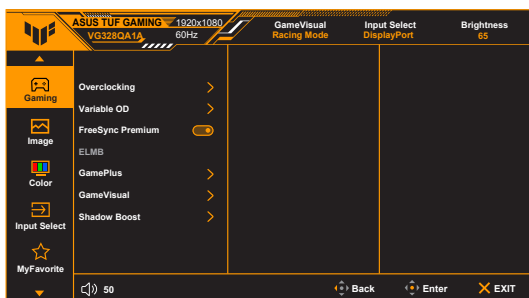 ASUS TUF GAMING
VG328QA1A
1920x1080
60Hz
GameVisual
Racing Mode
Input Select
DisplayPort
Brightness
65
Gaming
Image
Color
Input Select
MyFavorite
Overclocking
Variable OD
FreeSync Premium
ELMB
GamePlus
GameVisual
Shadow Boost
50
Back
Enter
EXIT